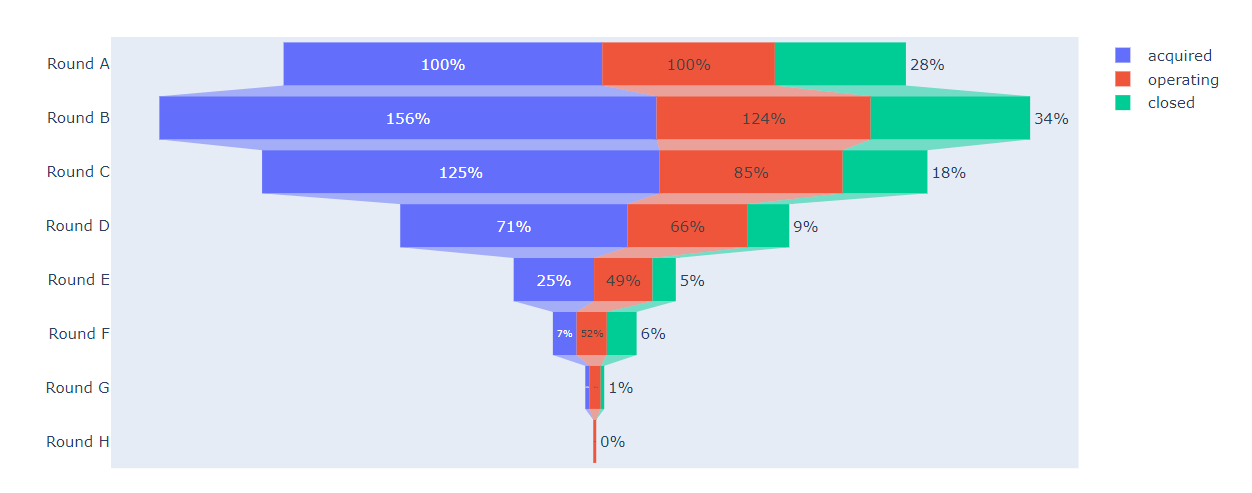 Round A 100% 100% 28%
Round B 156% 124% 34%
Round C 125% 85% 18%
Round D 71% 66% 9%
Round E 25% 49% 5%
Round F 7% 52% 6%
Round G 1%
Round H 0%
acquired
operating
closed